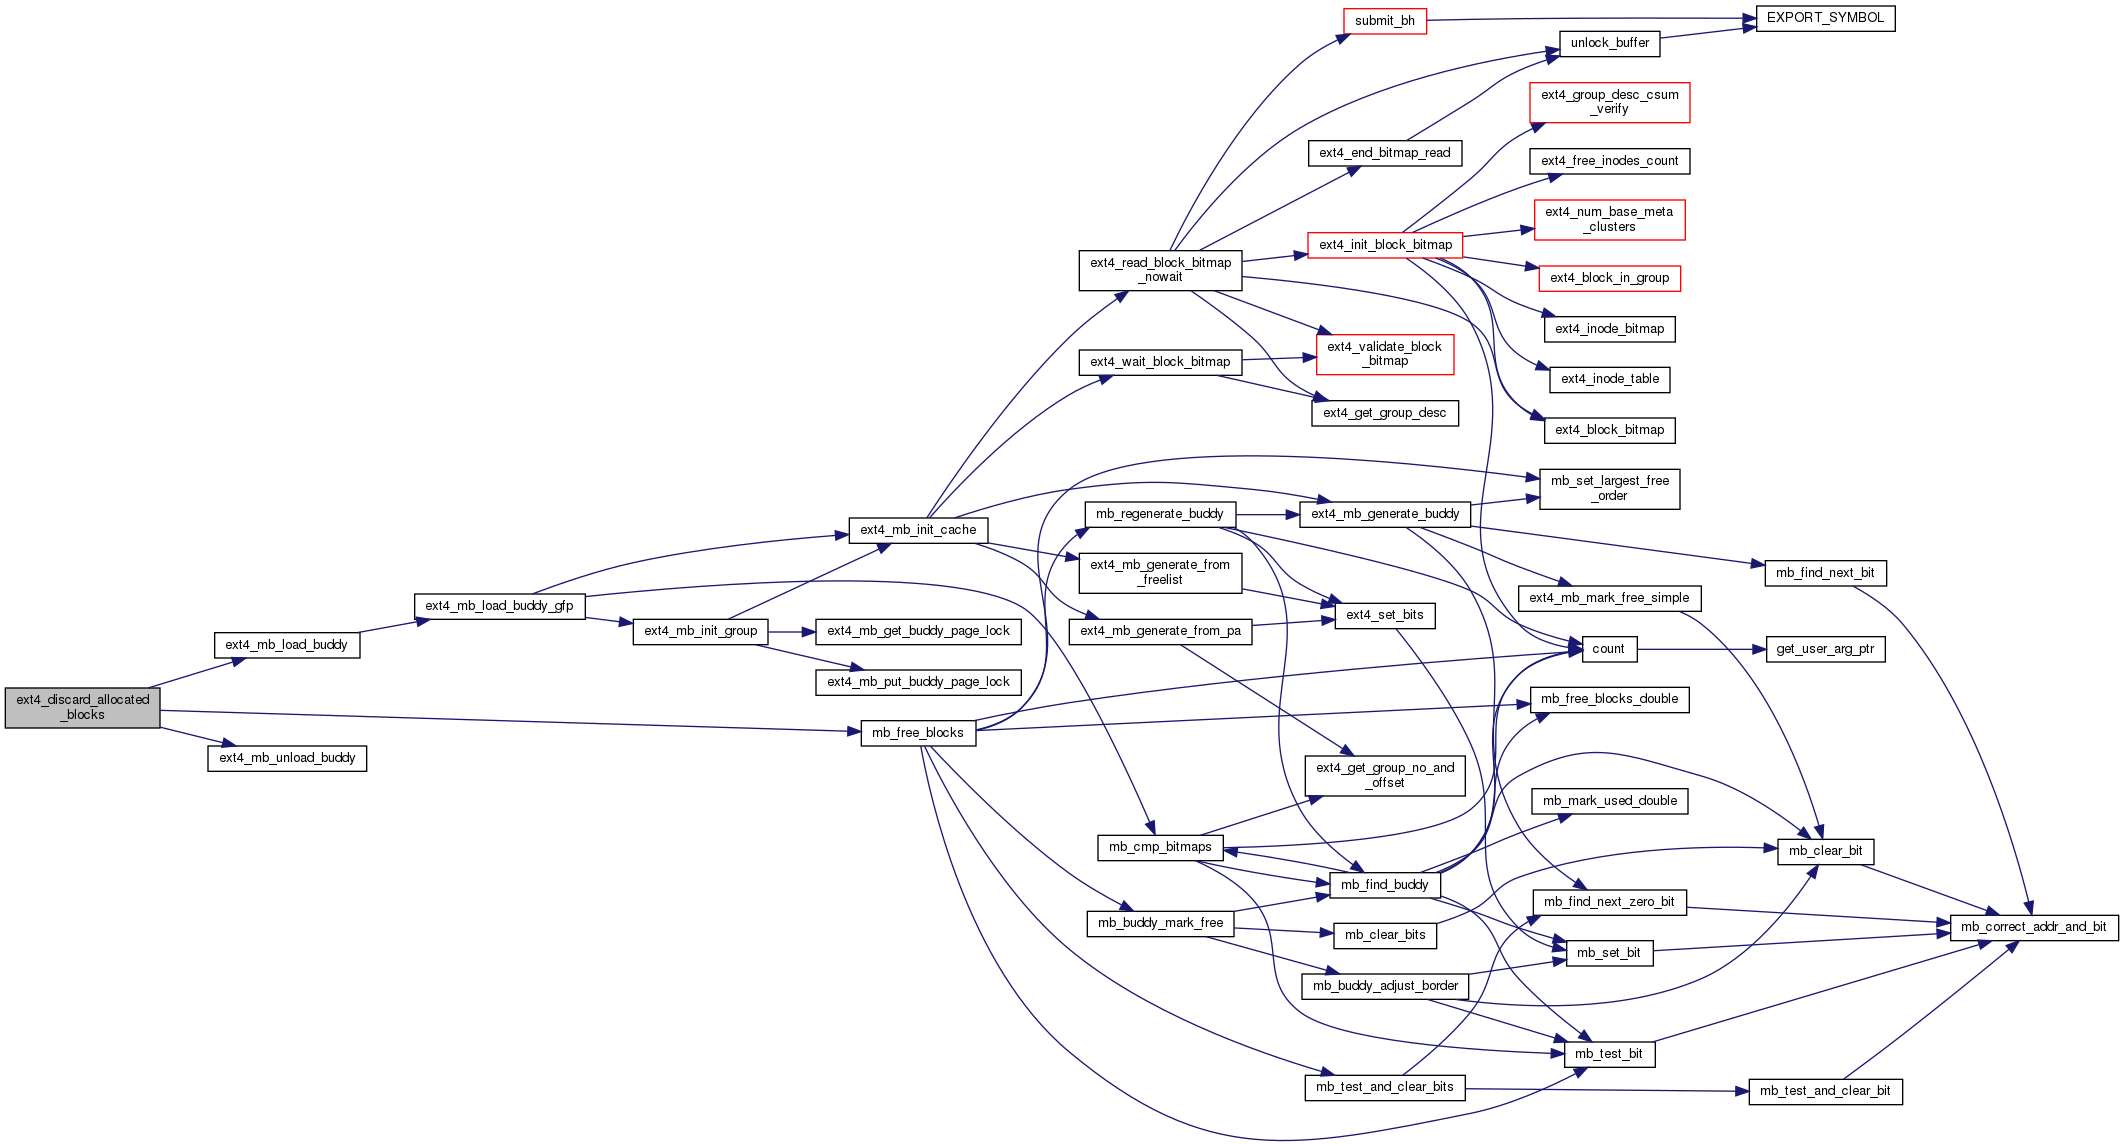 ext4_discard_allocated
_blocks
ext4_mb_load_buddy
ext4_mb_unload_buddy
ext4_mb_load_buddy_gfp
ext4_mb_init_group
ext4_mb_get_buddy_page_lock
ext4_mb_put_buddy_page_lock
ext4_mb_init_cache
mb_free_blocks
ext4_read_block_bitmap
_nowait
ext4_wait_block_bitmap
mb_regenerate_buddy
ext4_mb_generate_from
_freelist
ext4_mb_generate_from_pa
mb_cmp_bitmaps
mb_buddy_mark_free
submit_bh
ext4_end_bitmap_read
ext4_init_block_bitmap
ext4_validate_block
_bitmap
ext4_get_group_desc
ext4_mb_generate_buddy
ext4_set_bits
ext4_get_group_no_and
_offset
mb_find_buddy
mb_clear_bits
mb_buddy_adjust_border
mb_test_and_clear_bits
EXPORT_SYMBOL
unlock_buffer
ext4_group_desc_csum
_verify
ext4_free_inodes_count
ext4_num_base_meta
_clusters
ext4_block_in_group
ext4_inode_bitmap
ext4_inode_table
ext4_block_bitmap
mb_set_largest_free
_order
ext4_mb_mark_free_simple
count
mb_free_blocks_double
mb_mark_used_double
mb_find_next_zero_bit
mb_set_bit
mb_test_bit
mb_find_next_bit
get_user_arg_ptr
mb_clear_bit
mb_test_and_clear_bit
mb_correct_addr_and_bit